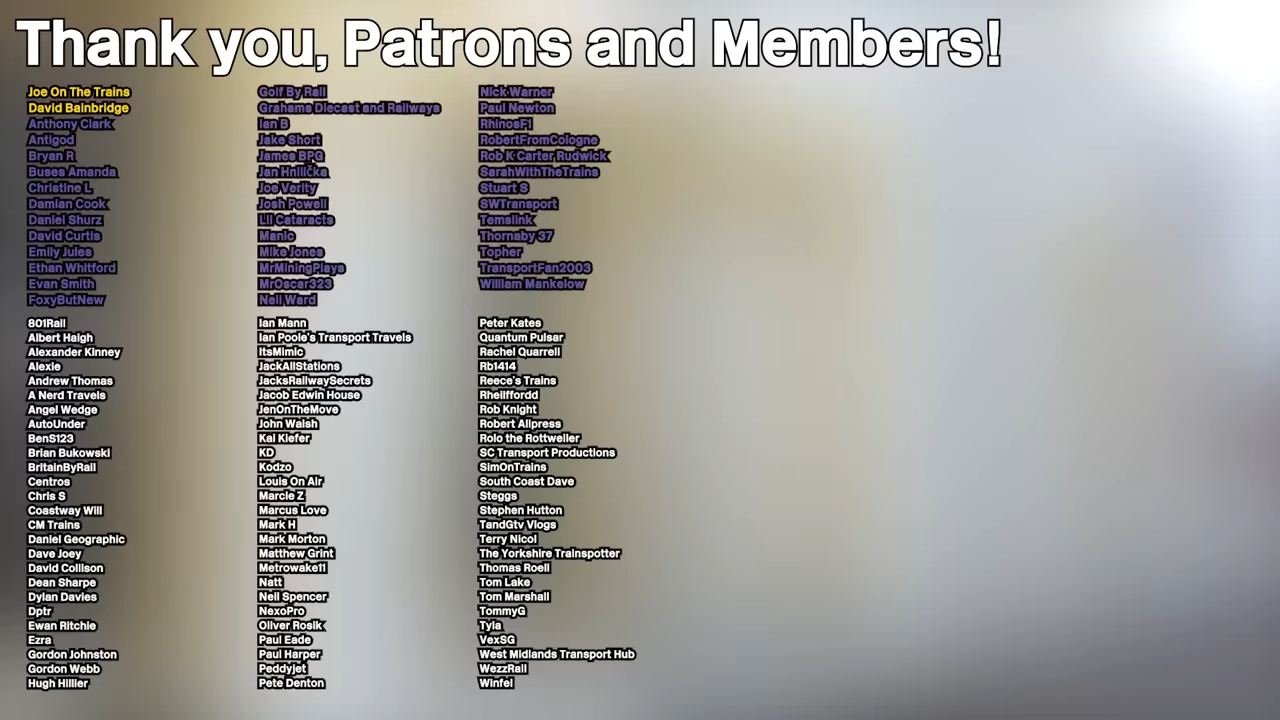 Thank you, Patrons and Members!
Joe On The Trains
David Bainbridge
Anthony Clark
Antigod
Bryan R
Buses Amanda
Christine L
Damian Cook
Daniel Shurz
David Curtis
Emily Jules
Ethan Whitford
Evan Smith
FoxyButNew
Golf By Rail
Grahams Diecast and Railways
Ian B
Jake Short
James BPG
Jan Hnilička
Joe Verity
Josh Powell
Lil Cataracts
Manic
Mike Jones
MrMiningPlays
MrOscar323
Neil Ward
Nick Warner
Paul Newton
RhinosF1
RobertFromCologne
Rob K Carter Rudwick
SarahWithTheTrains
Stuart S
SWTransport
Temslink
Thornaby 37
Topher
TransportFan2003
William Mankelow
801Rail
Albert Haigh
Alexander Kinney
Alexie
Andrew Thomas
A Nerd Travels
Angel Wedge
AutoUnder
BenS123
Brian Bukowski
BritainByRail
Centros
Chris S
Coastway Will
CM Trains
Daniel Geographic
Dave Joey
David Collison
Dean Sharpe
Dylan Davies
Dptr
Ewan Ritchie
Ezra
Gordon Johnston
Gordon Webb
Hugh Hillier
Ian Mann
Ian Poole's Transport Travels
ItsMimic
JackAllStations
JacksRailwaySecrets
Jacob Edwin House
JenOnTheMove
John Walsh
Kai Kiefer
KD
Kodzo
Louis On Air
Marcie Z
Marcus Love
Mark H
Mark Morton
Matthew Grint
Metrowake11
Natt
Neil Spencer
NexoPro
Oliver Rosik
Paul Eade
Paul Harper
Peddyjet
Pete Denton
Peter Kates
Quantum Pulsar
Rachel Quarrell
Rb1414
Reece's Trains
Rhelffordd
Rob Knight
Robert Allpress
Rolo the Rottweiler
SC Transport Productions
SimOnTrains
South Coast Dave
Steggs
Stephen Hutton
TandGtv Vlogs
Terry Nicol
The Yorkshire Trainspotter
Thomas Roell
Tom Lake
Tom Marshall
TommyG
Tyla
VexSG
West Midlands Transport Hub
WezzRail
Winfel